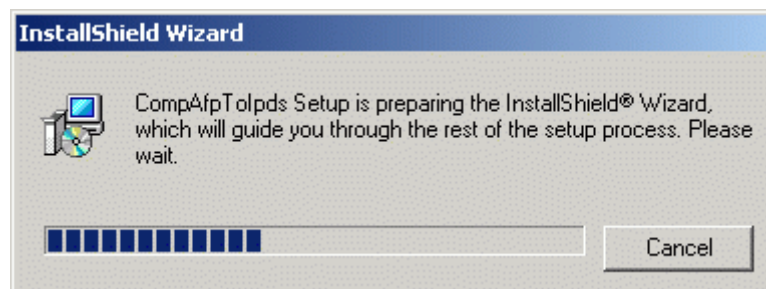 InstallShield Wizard
CompAfpToIpds Setup is preparing the InstallShield® Wizard,
which will guide you through the rest of the setup process. Please
wait.
Cancel